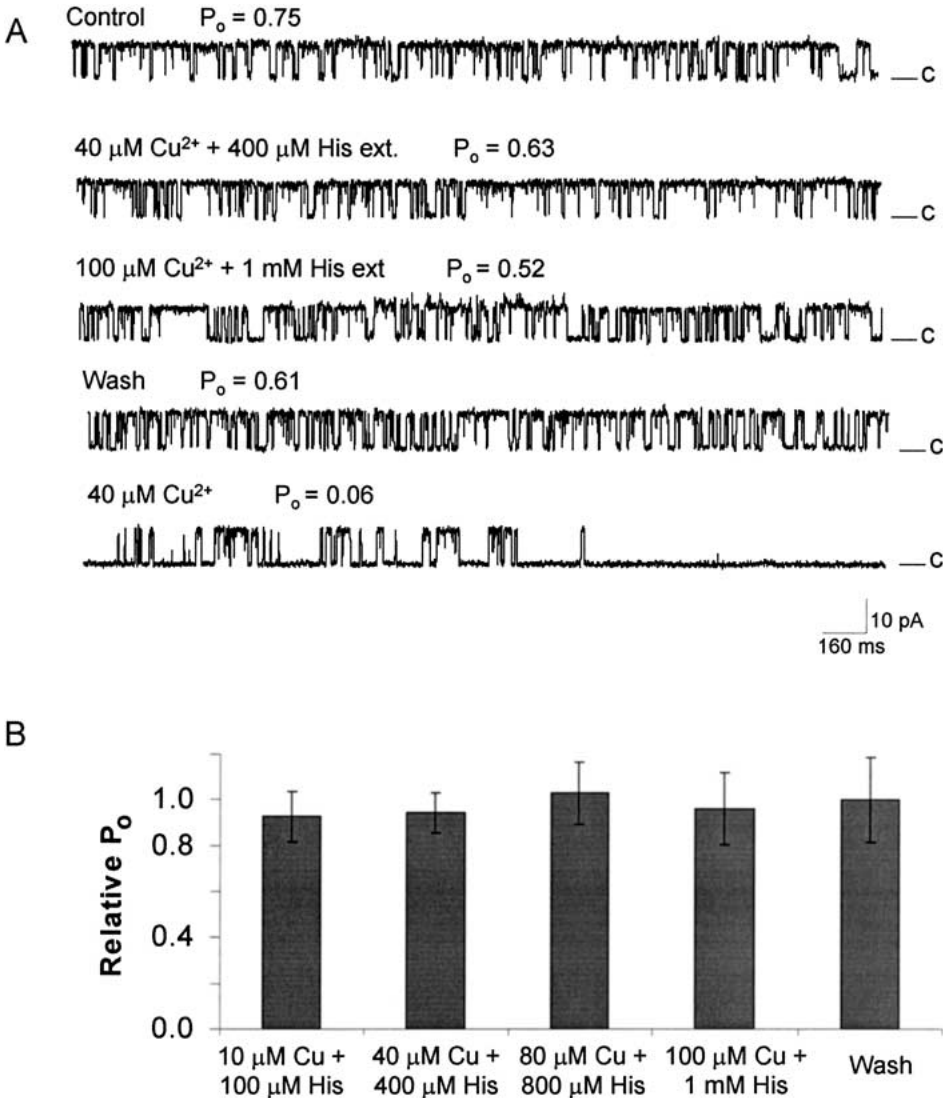 A
Control P₀ = 0.75
C
40 μM Cu²⁺ + 400 μM His ext. P₀ = 0.63
C
100 μM Cu²⁺ + 1 mM His ext P₀ = 0.52
C
Wash P₀ = 0.61
C
40 μM Cu²⁺ P₀ = 0.06
C
10 pA
160 ms
B
Relative P₀
1.0
0.8
0.4
0.0
10 μM Cu + 100 μM His
40 μM Cu + 400 μM His
80 μM Cu + 800 μM His
100 μM Cu + 1 mM His
Wash